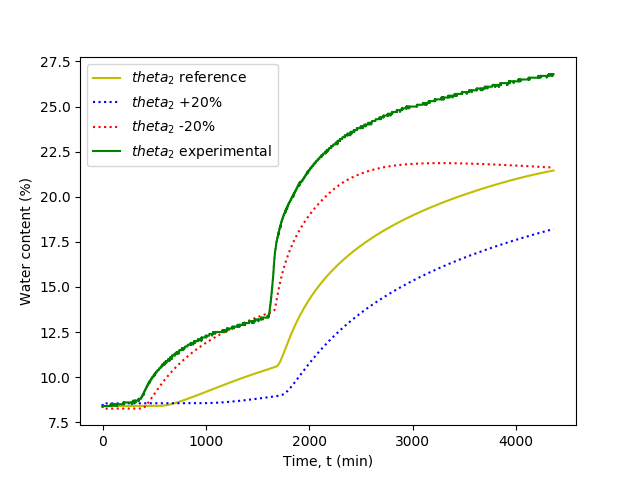 27.5
25.0
22.5
20.0
17.5
15.0
12.5
10.0
7.5
Water content (%)
theta₂ reference
theta₂ +20%
theta₂ -20%
theta₂ experimental
0 1000 2000 3000 4000
Time, t (min)